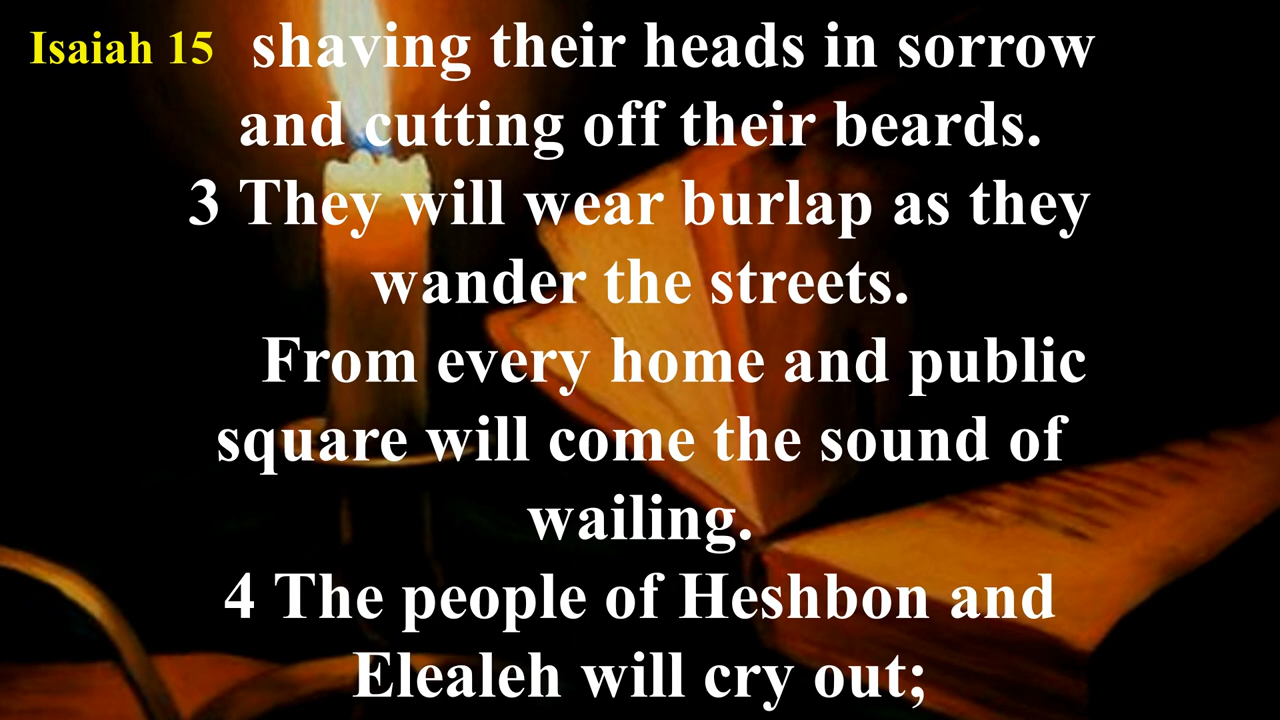 Isaiah 15 shaving their heads in sorrow
and cutting off their beards.
3 They will wear burlap as they
wander the streets.
From every home and public
square will come the sound of
wailing.
4 The people of Heshbon and
Elealeh will cry out;